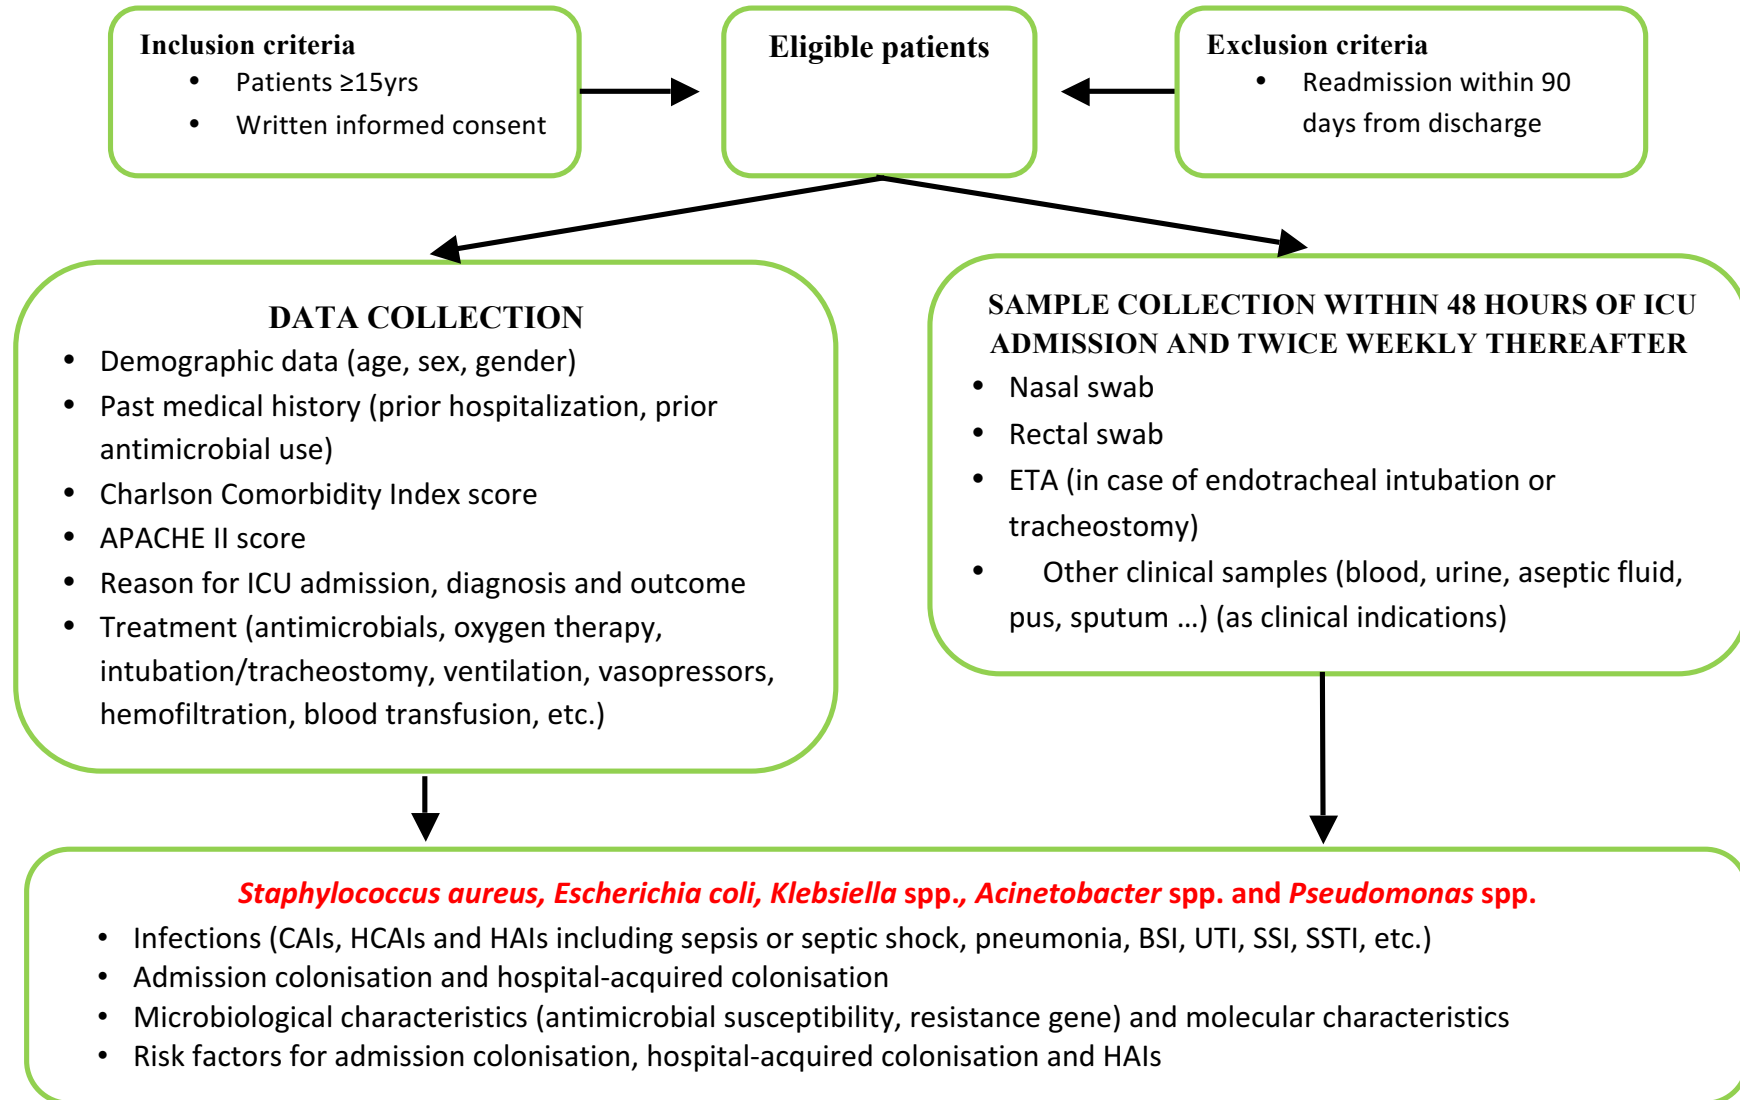 Inclusion criteria
• Patients ≥15yrs
• Written informed consent
Eligible patients
Exclusion criteria
• Readmission within 90
days from discharge
DATA COLLECTION
• Demographic data (age, sex, gender)
• Past medical history (prior hospitalization, prior
antimicrobial use)
• Charlson Comorbidity Index score
• APACHE II score
• Reason for ICU admission, diagnosis and outcome
• Treatment (antimicrobials, oxygen therapy,
intubation/tracheostomy, ventilation, vasopressors,
hemofiltration, blood transfusion, etc.)
SAMPLE COLLECTION WITHIN 48 HOURS OF ICU
ADMISSION AND TWICE WEEKLY THEREAFTER
• Nasal swab
• Rectal swab
• ETA (in case of endotracheal intubation or
tracheostomy)
• Other clinical samples (blood, urine, aseptic fluid,
pus, sputum …) (as clinical indications)
Staphylococcus aureus, Escherichia coli, Klebsiella spp., Acinetobacter spp. and Pseudomonas spp.
• Infections (CAIs, HCAIs and HAIs including sepsis or septic shock, pneumonia, BSI, UTI, SSI, SSTI, etc.)
• Admission colonisation and hospital-acquired colonisation
• Microbiological characteristics (antimicrobial susceptibility, resistance gene) and molecular characteristics
• Risk factors for admission colonisation, hospital-acquired colonisation and HAIs